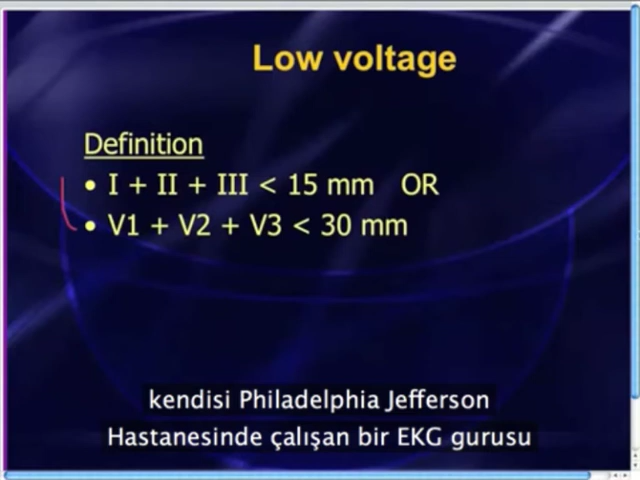 Low voltage
Definition
• I + II + III < 15 mm OR
• V1 + V2 + V3 < 30 mm
kendisi Philadelphia Jefferson
Hastanesinde çalışan bir EKG gurusu